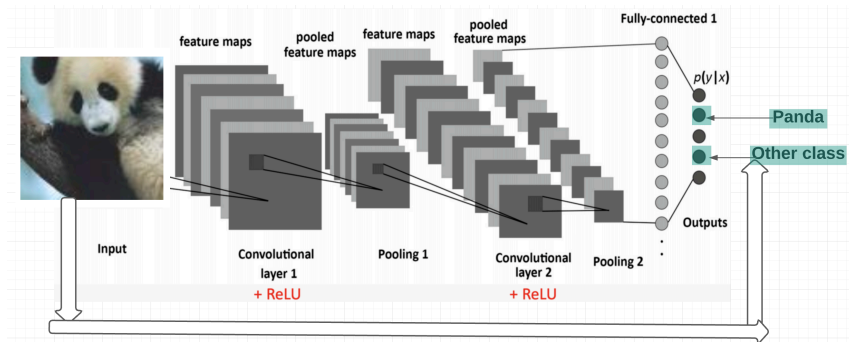 feature maps
pooled
feature maps
feature maps
pooled
feature maps
Fully-connected 1
p(y|x)
Panda
Other class
Outputs
Input
Convolutional
layer 1
Pooling 1
Convolutional
layer 2
Pooling 2
+ ReLU
+ ReLU